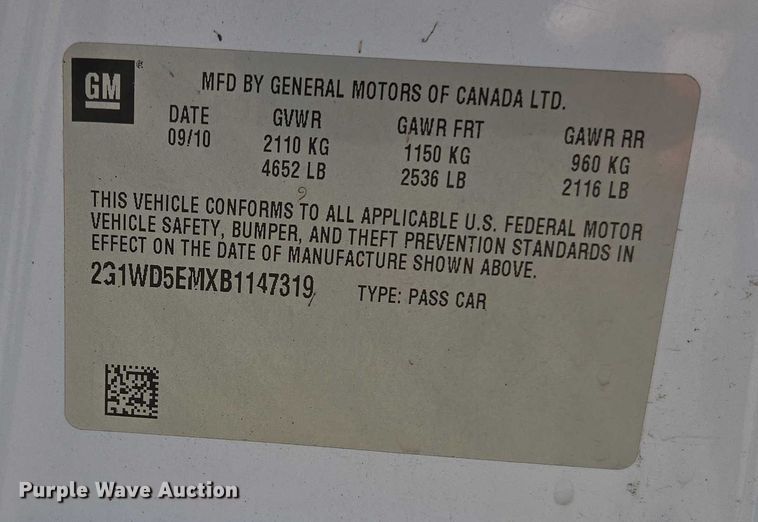 GM
MFD BY GENERAL MOTORS OF CANADA LTD.
DATE GVWR GAWR FRT GAWR RR
09/10 2110 KG 1150 KG 960 KG
4652 LB 2536 LB 2116 LB
THIS VEHICLE CONFORMS TO ALL APPLICABLE U.S. FEDERAL MOTOR
VEHICLE SAFETY, BUMPER, AND THEFT PREVENTION STANDARDS IN
EFFECT ON THE DATE OF MANUFACTURE SHOWN ABOVE.
2G1WD5EMXB1147319 TYPE: PASS CAR
Purple Wave Auction